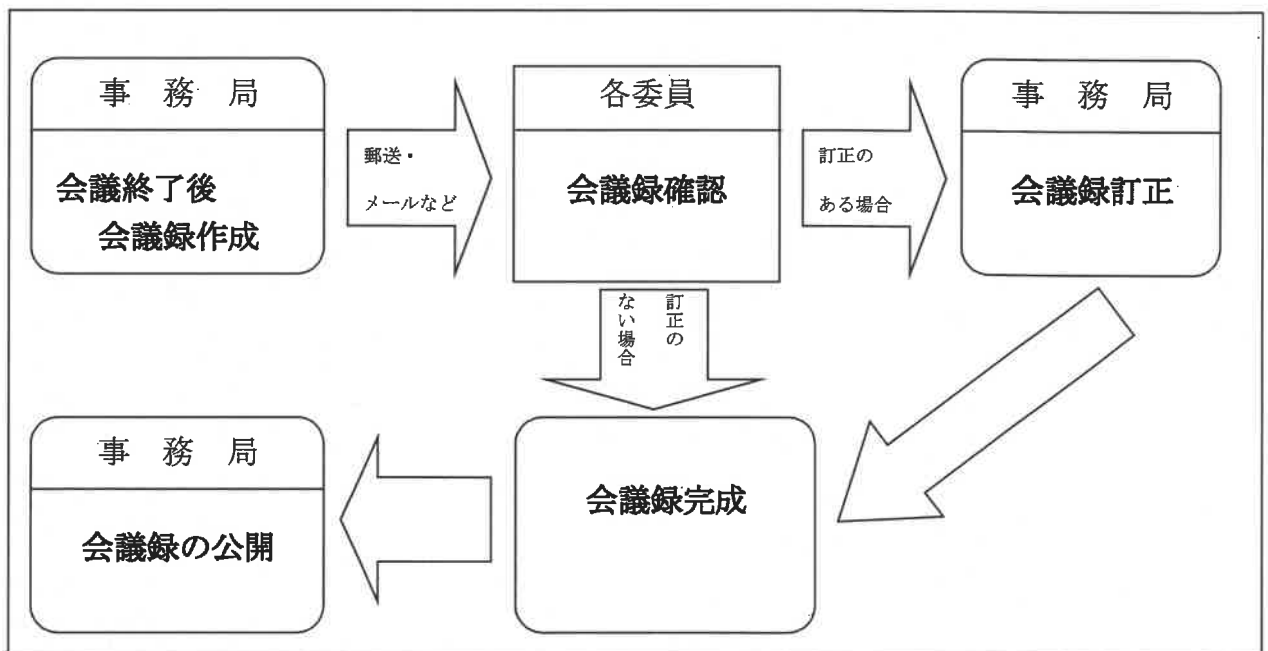 事 務 局
会議終了後
会議録作成
郵送・
メールなど
各委員
会議録確認
訂正の
ある場合
事 務 局
会議録訂正
訂正の
ない場合
会議録完成
事 務 局
会議録の公開